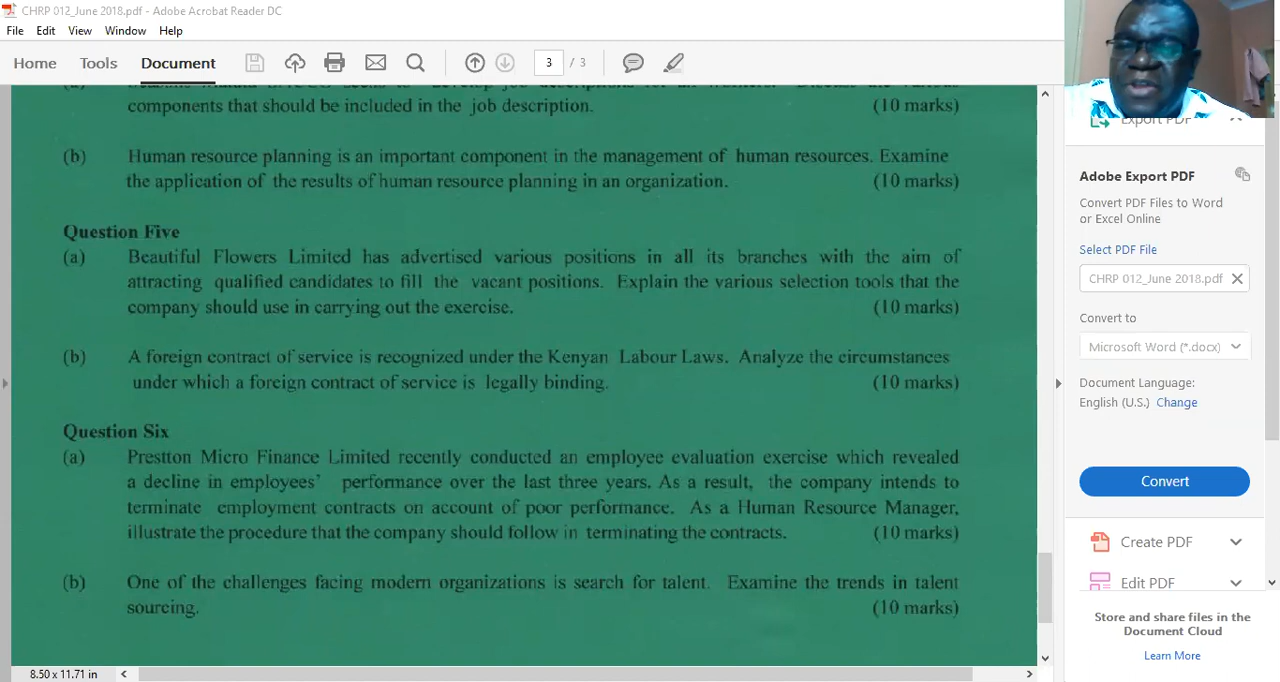 CHRP 012_June 2018.pdf - Adobe Acrobat Reader DC
File Edit View Window Help
Home Tools Document 3 / 3
components that should be included in the job description. (10 marks)
(b) Human resource planning is an important component in the management of human resources. Examine
the application of the results of human resource planning in an organization. (10 marks)
Question Five
(a) Beautiful Flowers Limited has advertised various positions in all its branches with the aim of
attracting qualified candidates to fill the vacant positions. Explain the various selection tools that the
company should use in carrying out the exercise. (10 marks)
(b) A foreign contract of service is recognized under the Kenyan Labour Laws. Analyze the circumstances
under which a foreign contract of service is legally binding. (10 marks)
Question Six
(a) Prestton Micro Finance Limited recently conducted an employee evaluation exercise which revealed
a decline in employees' performance over the last three years. As a result, the company intends to
terminate employment contracts on account of poor performance. As a Human Resource Manager,
illustrate the procedure that the company should follow in terminating the contracts. (10 marks)
(b) One of the challenges facing modern organizations is search for talent. Examine the trends in talent
sourcing. (10 marks)
8.50 x 11.71 in
Export PDF
Adobe Export PDF
Convert PDF Files to Word
or Excel Online
Select PDF File
CHRP 012_June 2018.pdf
Convert to
Microsoft Word (*.docx)
Document Language:
English (U.S.) Change
Convert
Create PDF
Edit PDF
Store and share files in the
Document Cloud
Learn More